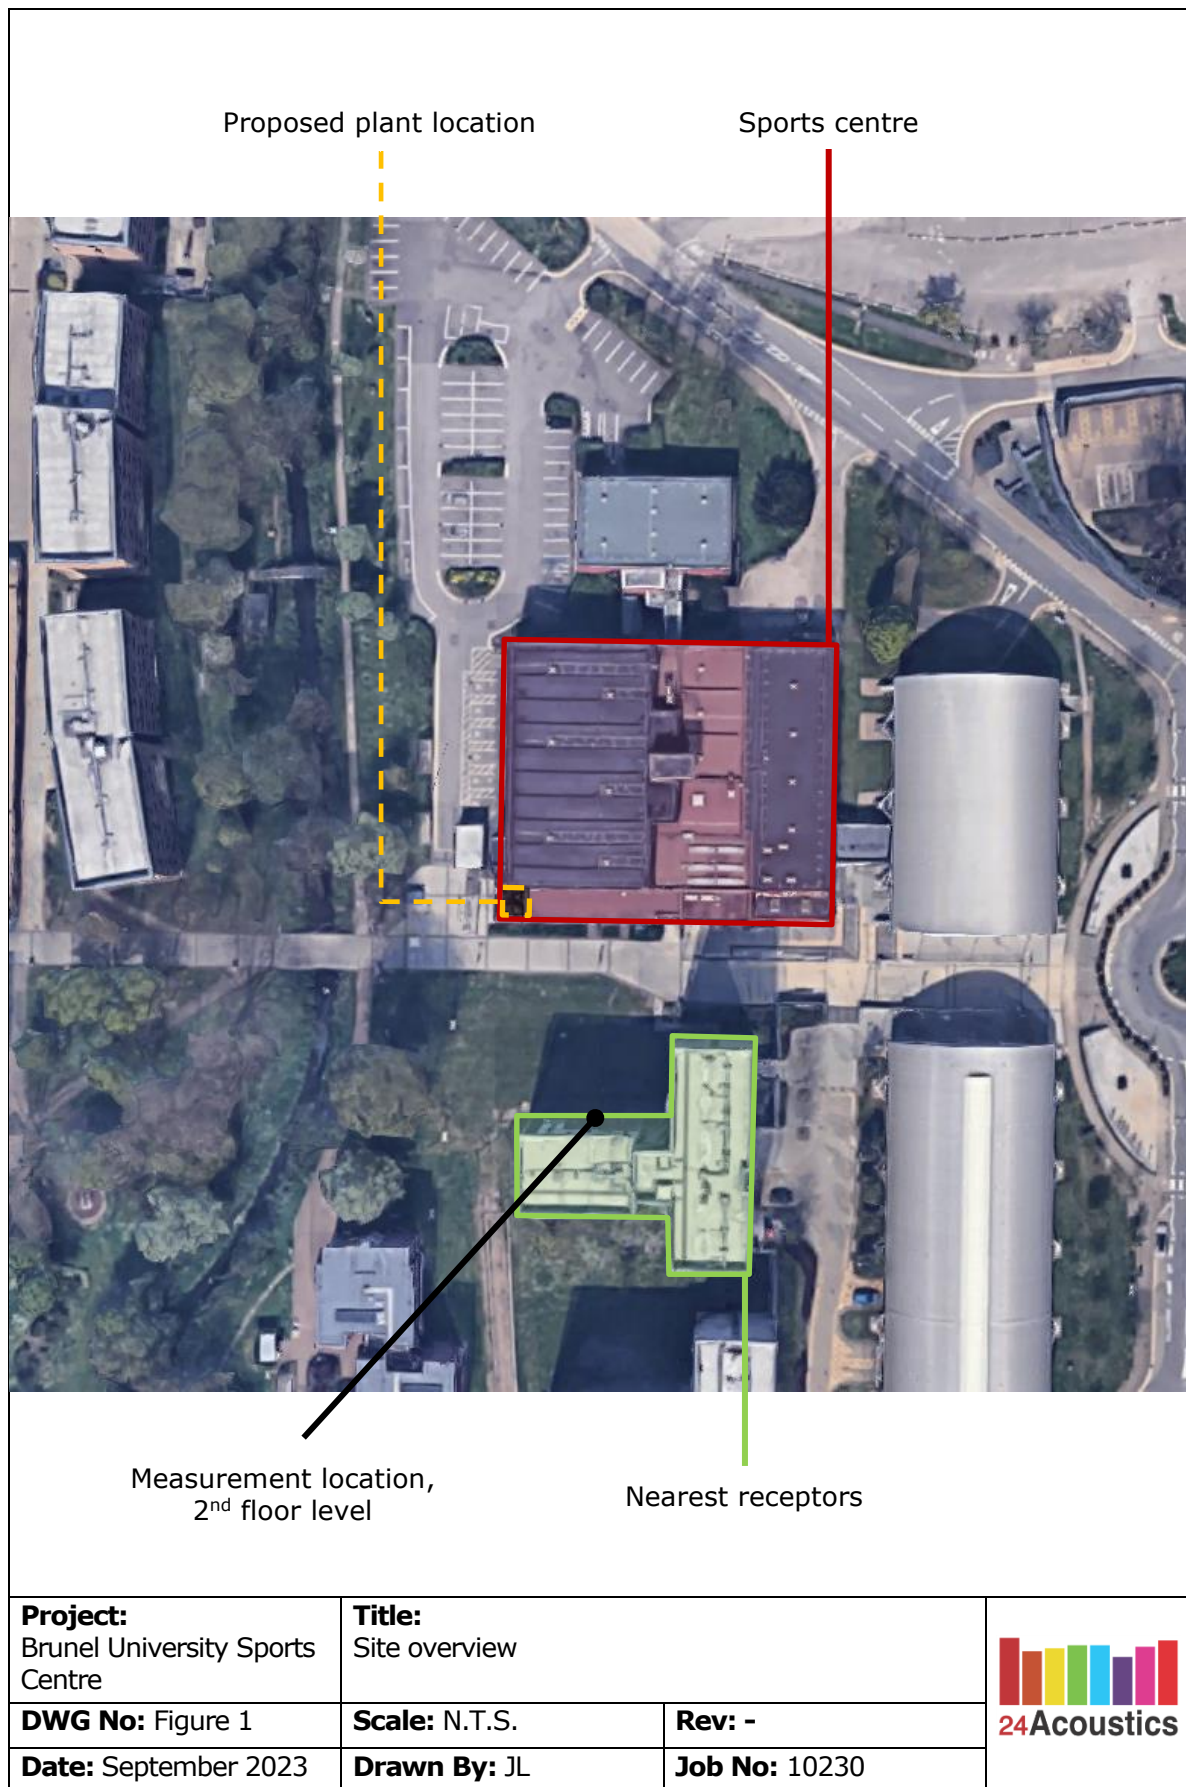 Proposed plant location
Sports centre
Measurement location,
2nd floor level
Nearest receptors
Project:
Brunel University Sports
Centre
Title:
Site overview
DWG No: Figure 1
Scale: N.T.S.
Rev: -
Date: September 2023
Drawn By: JL
Job No: 10230
24Acoustics